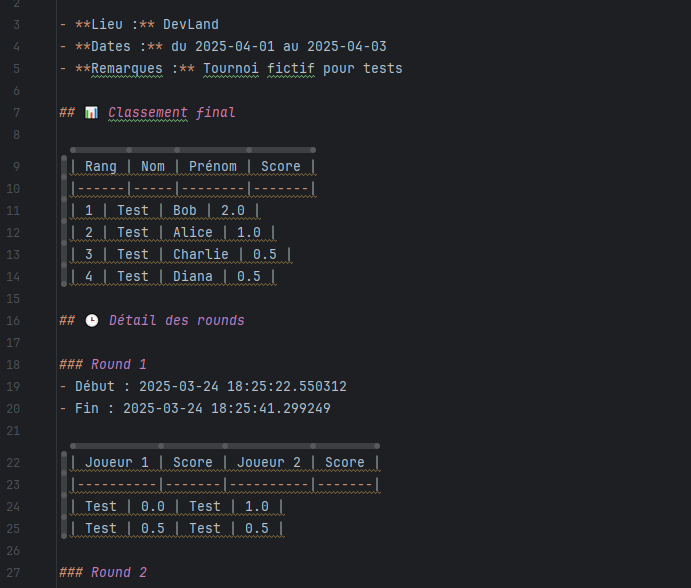 2
3 - **Lieu :** DevLand
4 - **Dates :** du 2025-04-01 au 2025-04-03
5 - **Remarques :** Tournoi fictif pour tests
6
7 ## 📊 Classement final
8
9 | Rang | Nom | Prénom | Score |
10 |------|-----|--------|-------|
11 | 1 | Test | Bob | 2.0 |
12 | 2 | Test | Alice | 1.0 |
13 | 3 | Test | Charlie | 0.5 |
14 | 4 | Test | Diana | 0.5 |
15
16 ## 🕒 Détail des rounds
17
18 ### Round 1
19 - Début : 2025-03-24 18:25:22.550312
20 - Fin : 2025-03-24 18:25:41.299249
21
22 | Joueur 1 | Score | Joueur 2 | Score |
23 |----------|-------|----------|-------|
24 | Test | 0.0 | Test | 1.0 |
25 | Test | 0.5 | Test | 0.5 |
26
27 ### Round 2